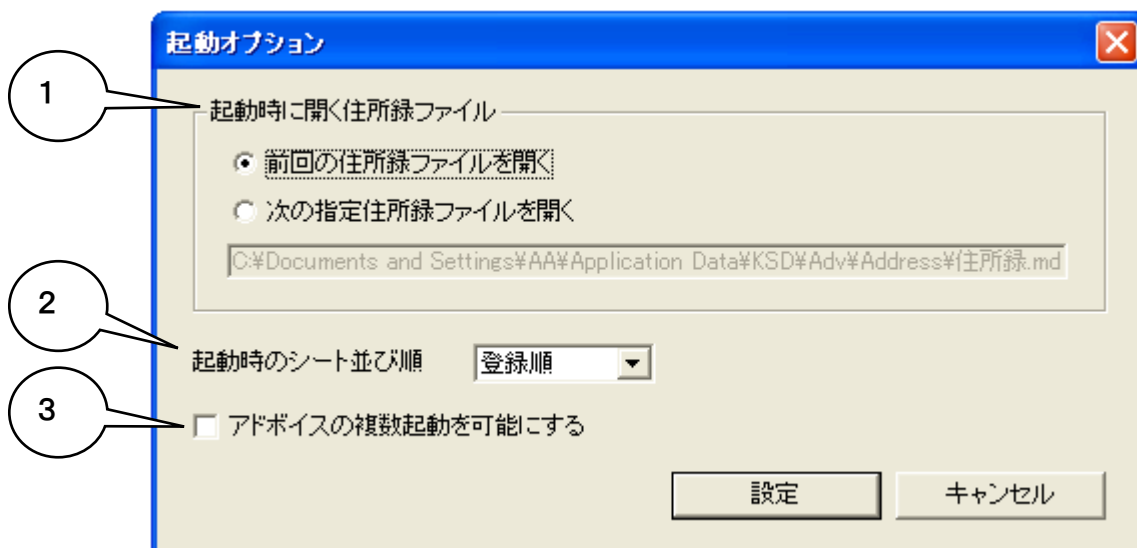 起動オプション
1
起動時に開く住所録ファイル
前回の住所録ファイルを開く
次の指定住所録ファイルを開く
C:¥Documents and Settings¥AA¥Application Data¥KSD¥Adv¥Address¥住所録.md
2
起動時のシート並び順 登録順
3
アドボイスの複数起動を可能にする
設定 キャンセル